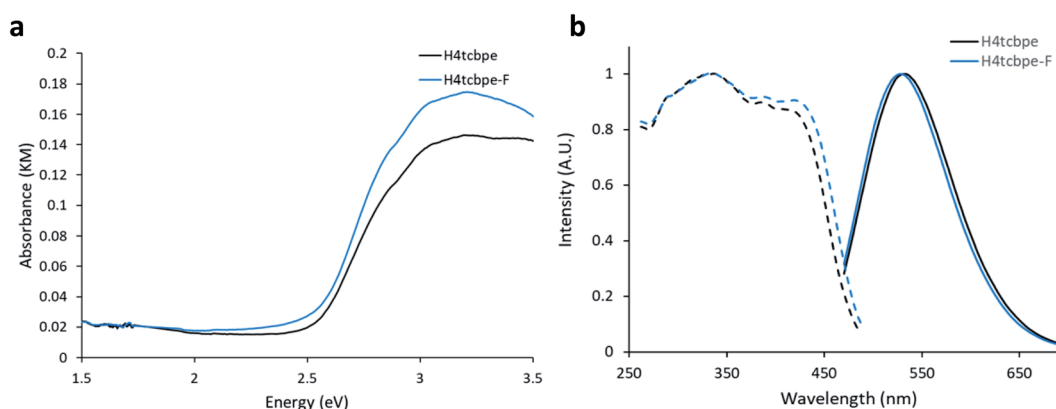 a
H4tcbpe
H4tcbpe-F
Absorbance (KM)
0.2
0.18
0.16
0.14
0.12
0.1
0.08
0.06
0.04
0.02
0
1.5
2
2.5
3
3.5
Energy (eV)
b
H4tcbpe
H4tcbpe-F
Intensity (A.U.)
1
0.8
0.6
0.4
0.2
0
250
350
450
550
650
Wavelength (nm)